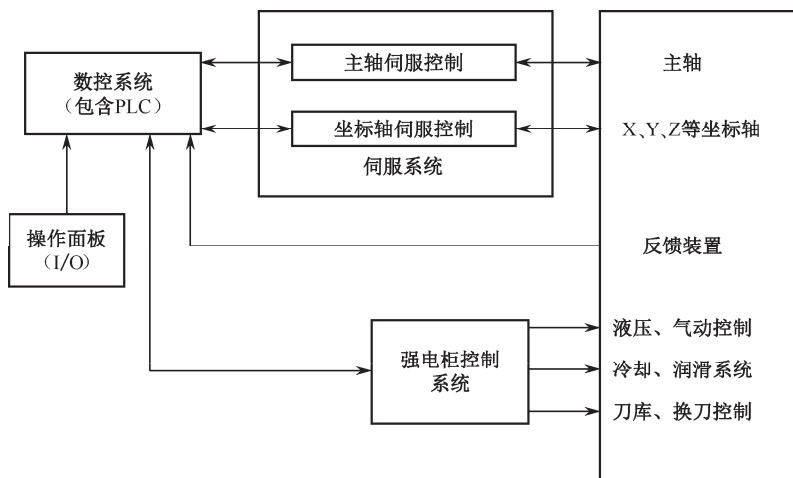 数控系统
（包含PLC）
主轴伺服控制
坐标轴伺服控制
伺服系统
主轴
X、Y、Z等坐标轴
操作面板
（I/O）
反馈装置
强电柜控制
系统
液压、气动控制
冷却、润滑系统
刀库、换刀控制